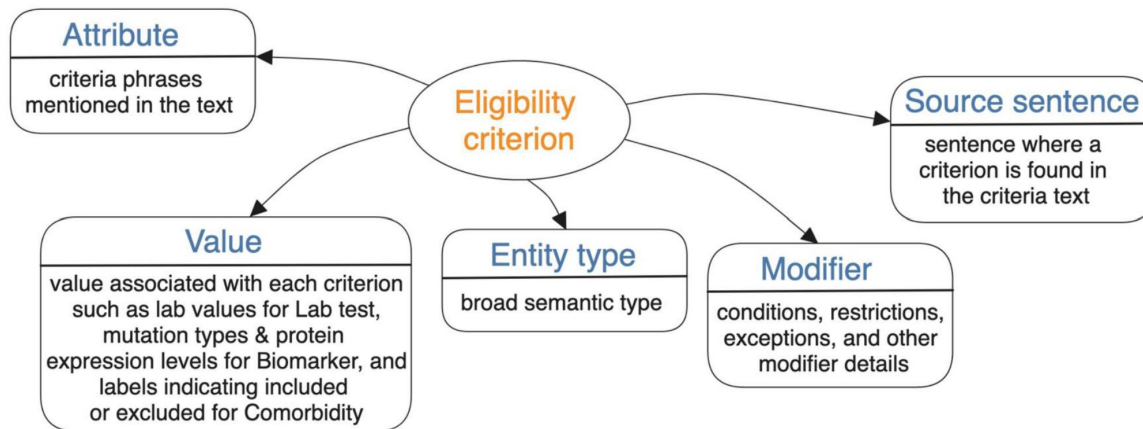 Attribute
criteria phrases
mentioned in the text
Eligibility
criterion
Source sentence
sentence where a
criterion is found in
the criteria text
Value
value associated with each criterion
such as lab values for Lab test,
mutation types & protein
expression levels for Biomarker, and
labels indicating included
or excluded for Comorbidity
Entity type
broad semantic type
Modifier
conditions, restrictions,
exceptions, and other
modifier details